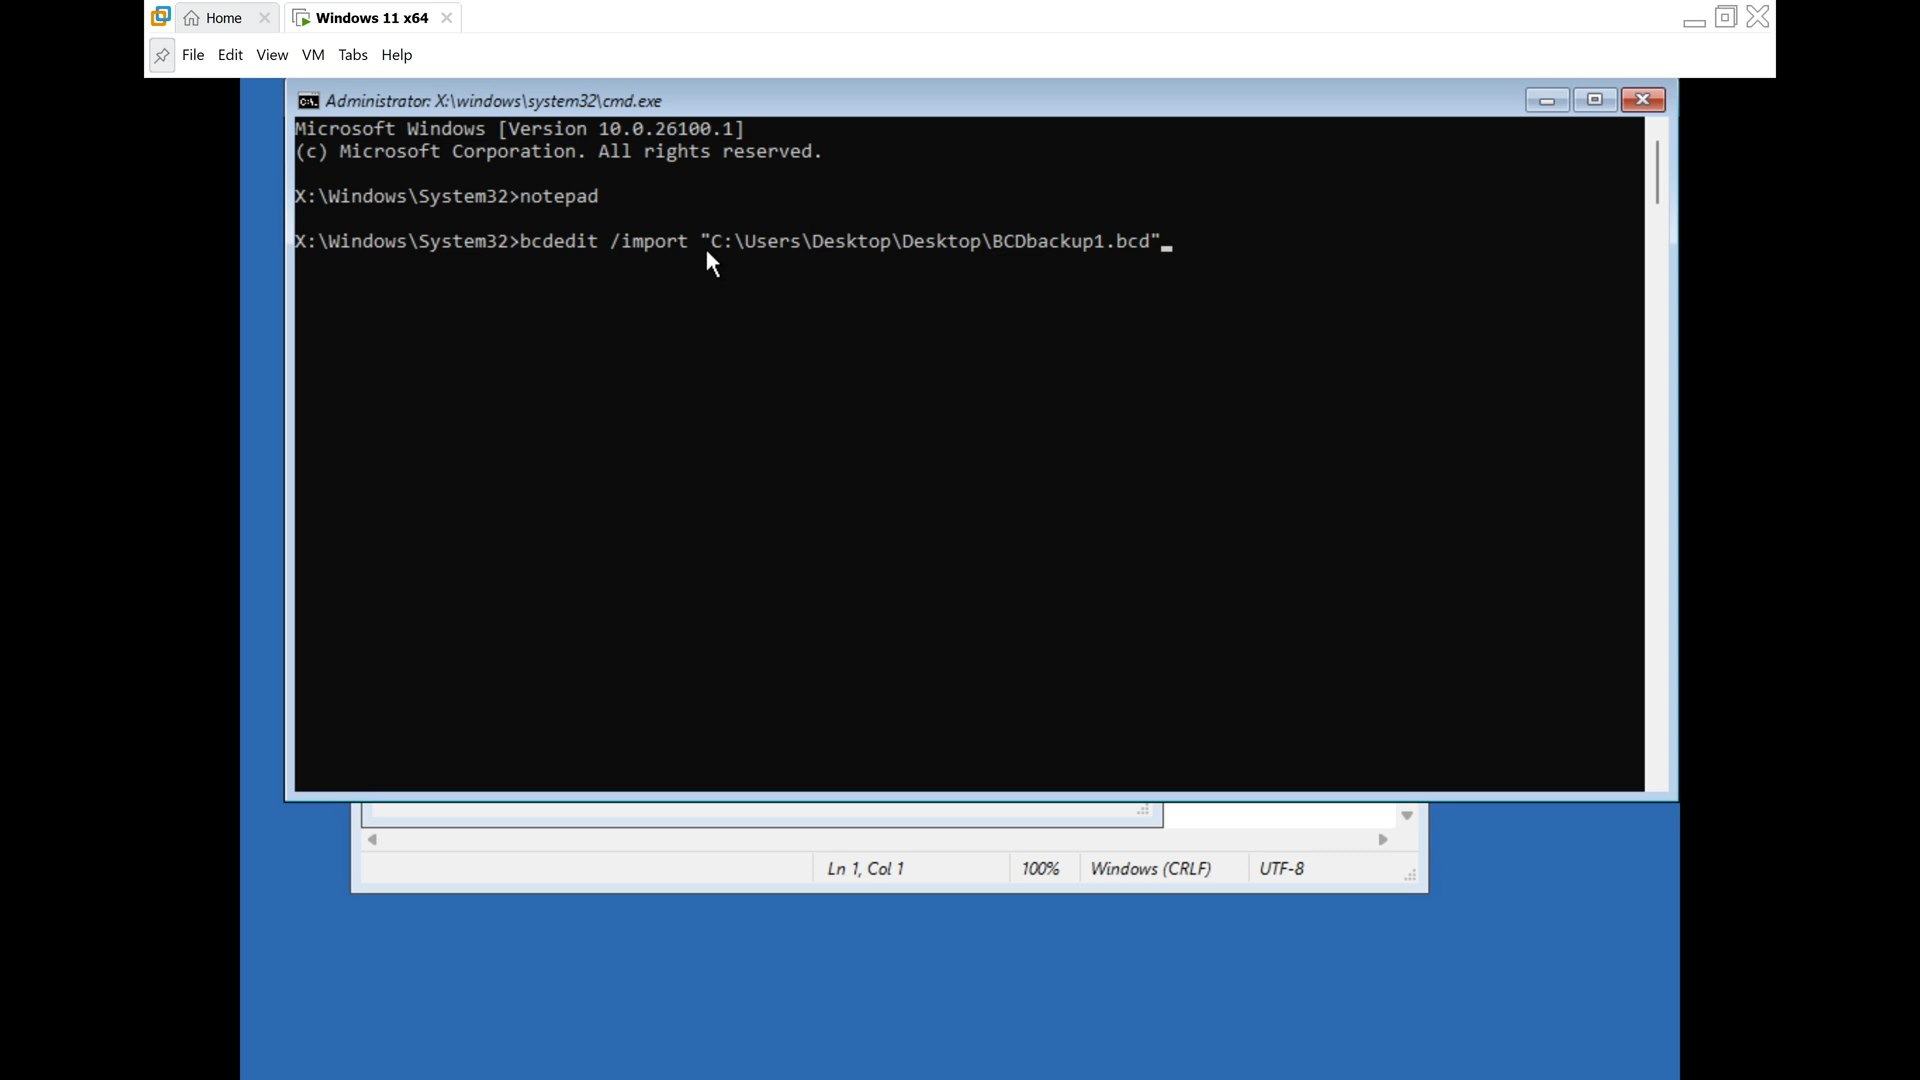 Home
Windows 11 x64
File Edit View VM Tabs Help
C:\. Administrator: X:\windows\system32\cmd.exe
Microsoft Windows [Version 10.0.26100.1]
(c) Microsoft Corporation. All rights reserved.
X:\Windows\System32>notepad
X:\Windows\System32>bcdedit /import "C:\Users\Desktop\Desktop\BCDbackup1.bcd"_
Ln 1, Col 1 100% Windows (CRLF) UTF-8